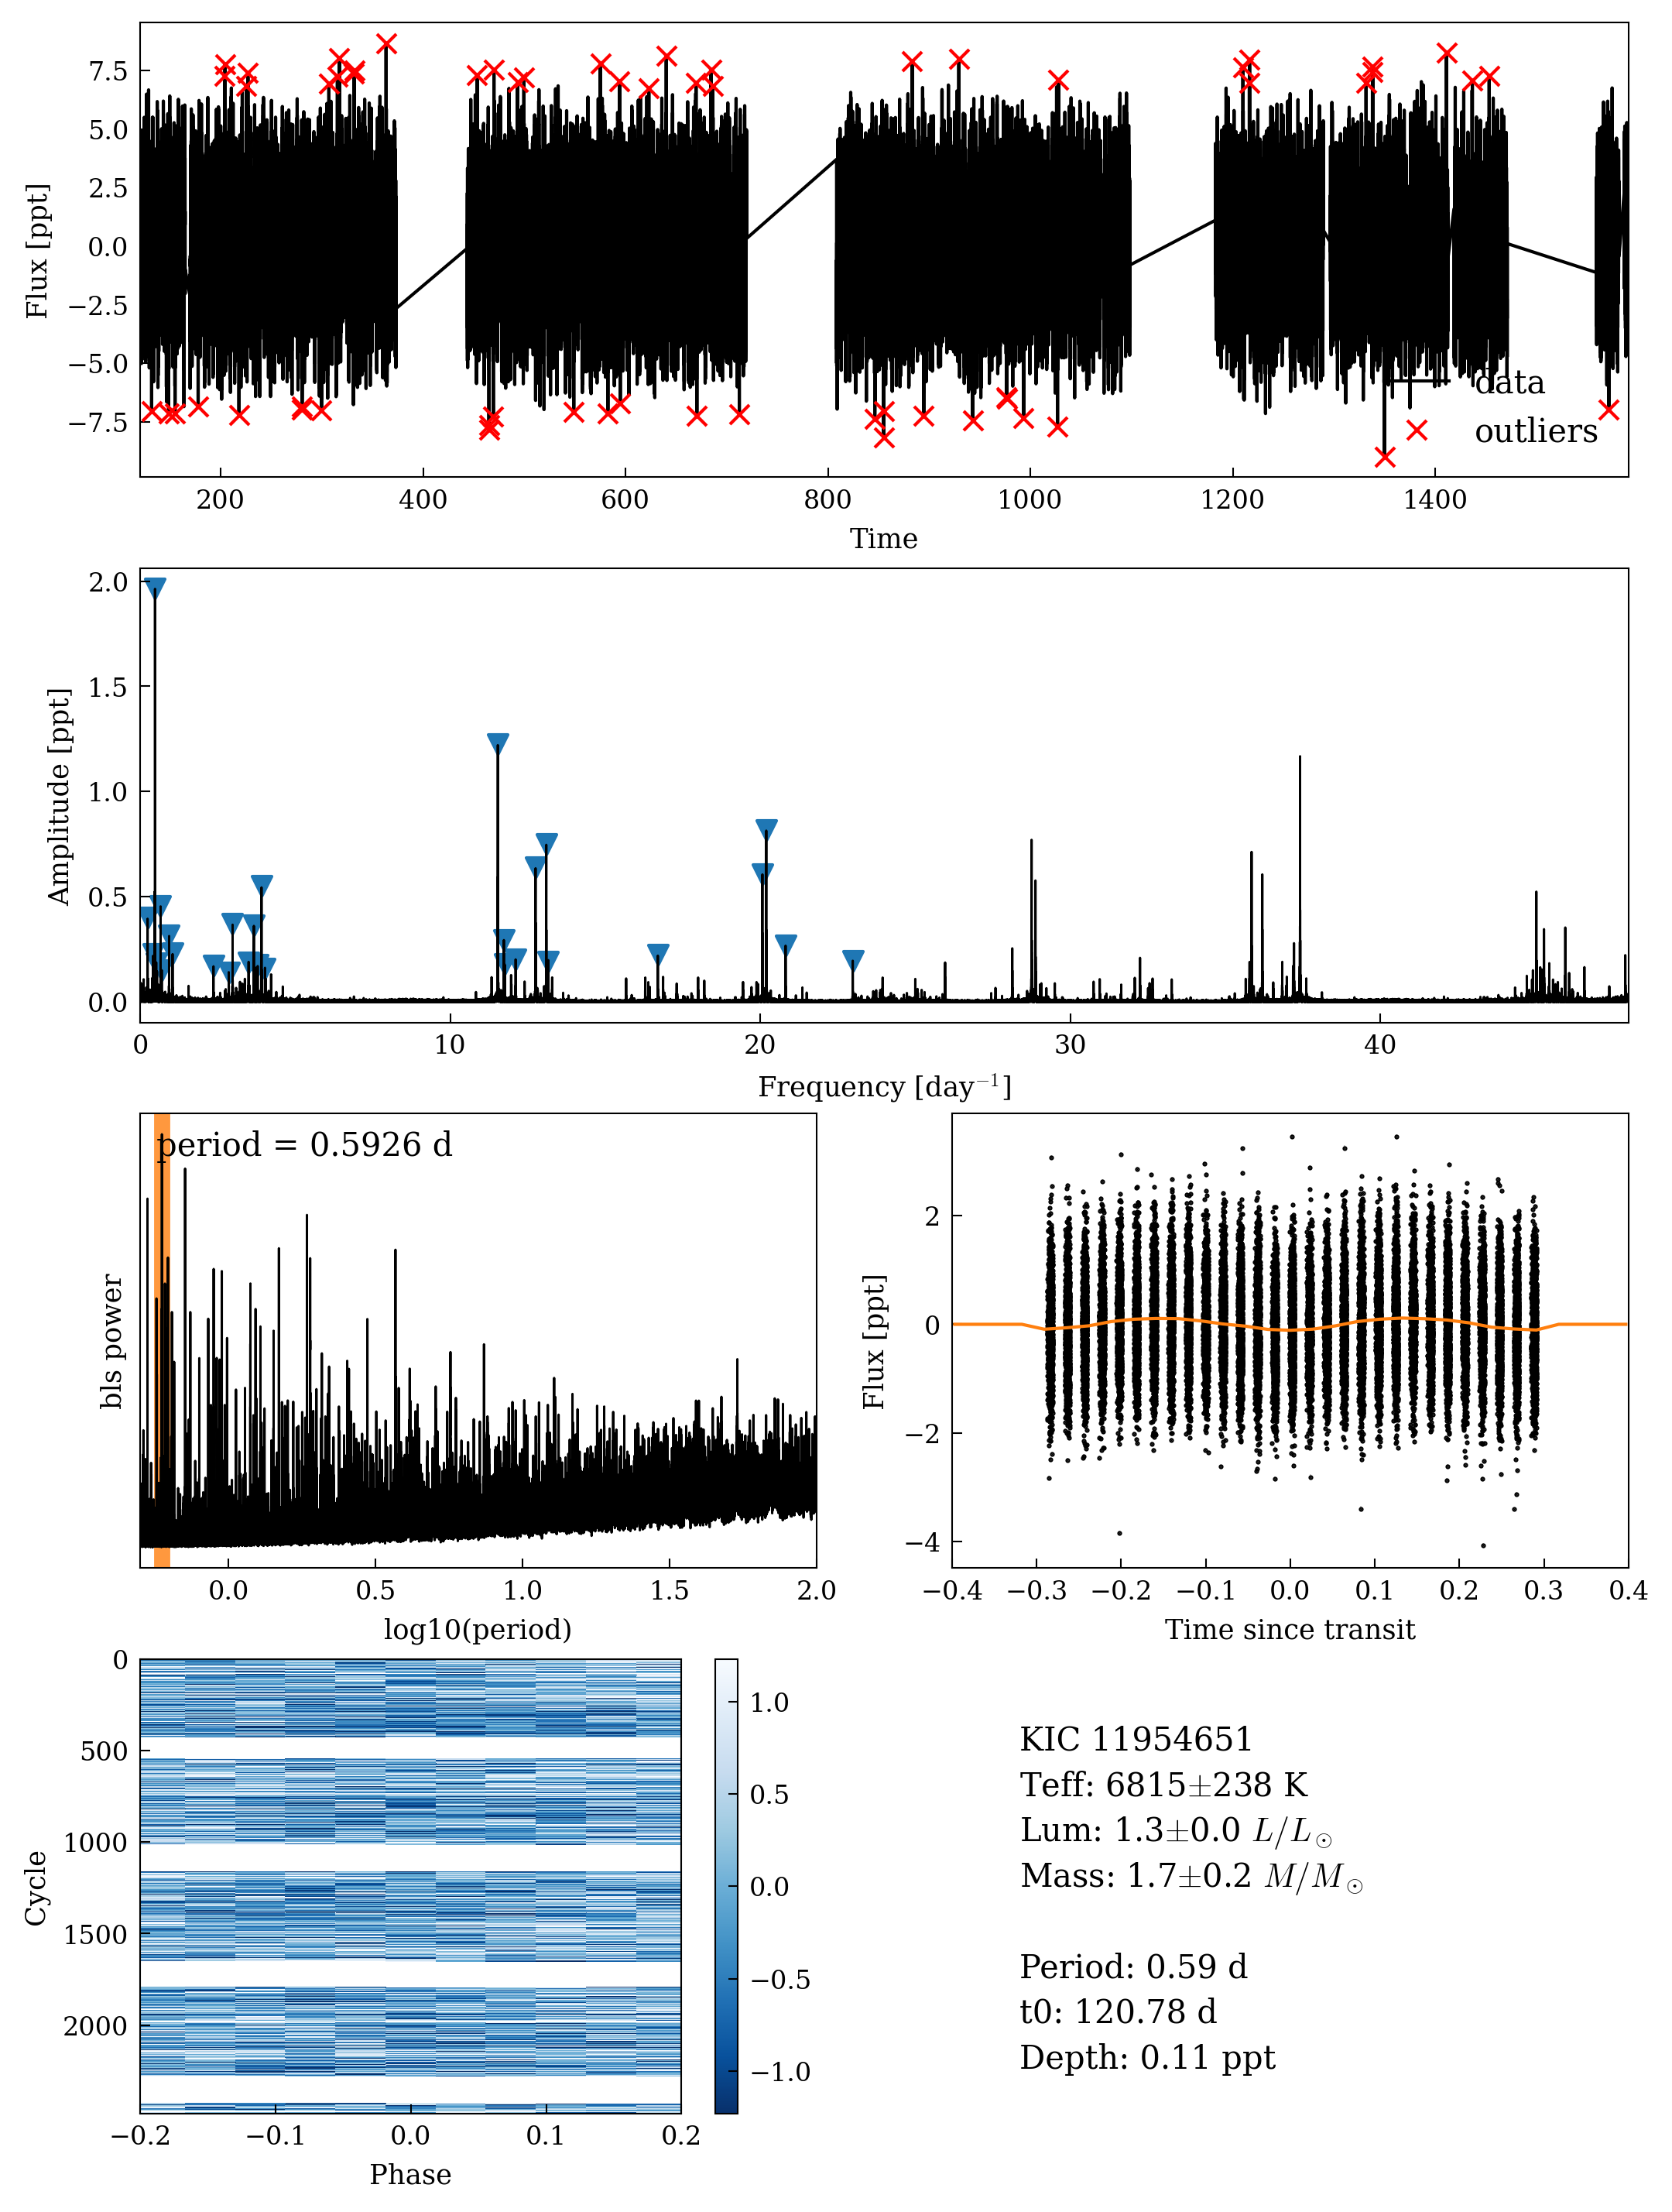 7.5
5.0
2.5
0.0
−2.5
−5.0
−7.5
Flux [ppt]
data
outliers
200 400 600 800 1000 1200 1400
Time
2.0
1.5
1.0
0.5
0.0
Amplitude [ppt]
0 10 20 30 40
Frequency [day⁻¹]
period = 0.5926 d
bls power
0.0 0.5 1.0 1.5 2.0
log10(period)
2
0
−2
−4
Flux [ppt]
−0.4 −0.3 −0.2 −0.1 0.0 0.1 0.2 0.3 0.4
Time since transit
0
500
1000
1500
2000
Cycle
−0.2 −0.1 0.0 0.1 0.2
Phase
1.0
0.5
0.0
−0.5
−1.0
KIC 11954651
Teff: 6815±238 K
Lum: 1.3±0.0 L/L⊙
Mass: 1.7±0.2 M/M⊙
Period: 0.59 d
t0: 120.78 d
Depth: 0.11 ppt